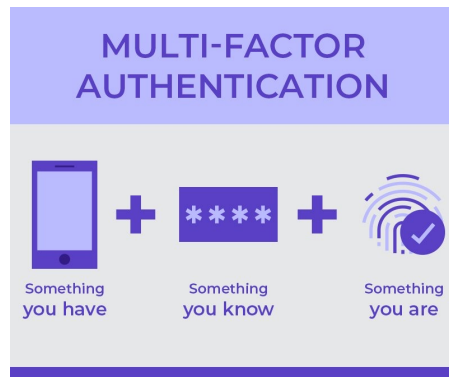 MULTI-FACTOR
AUTHENTICATION
****
Something
you have
Something
you know
Something
you are